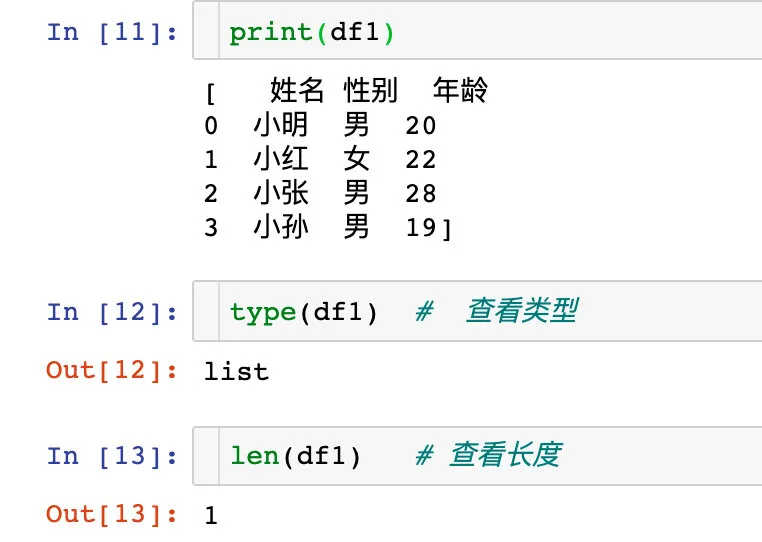 In [11]: print(df1)
[    姓名 性别  年龄
0  小明  男  20
1  小红  女  22
2  小张  男  28
3  小孙  男  19]
In [12]: type(df1)  #  查看类型
Out[12]: list
In [13]: len(df1)   # 查看长度
Out[13]: 1